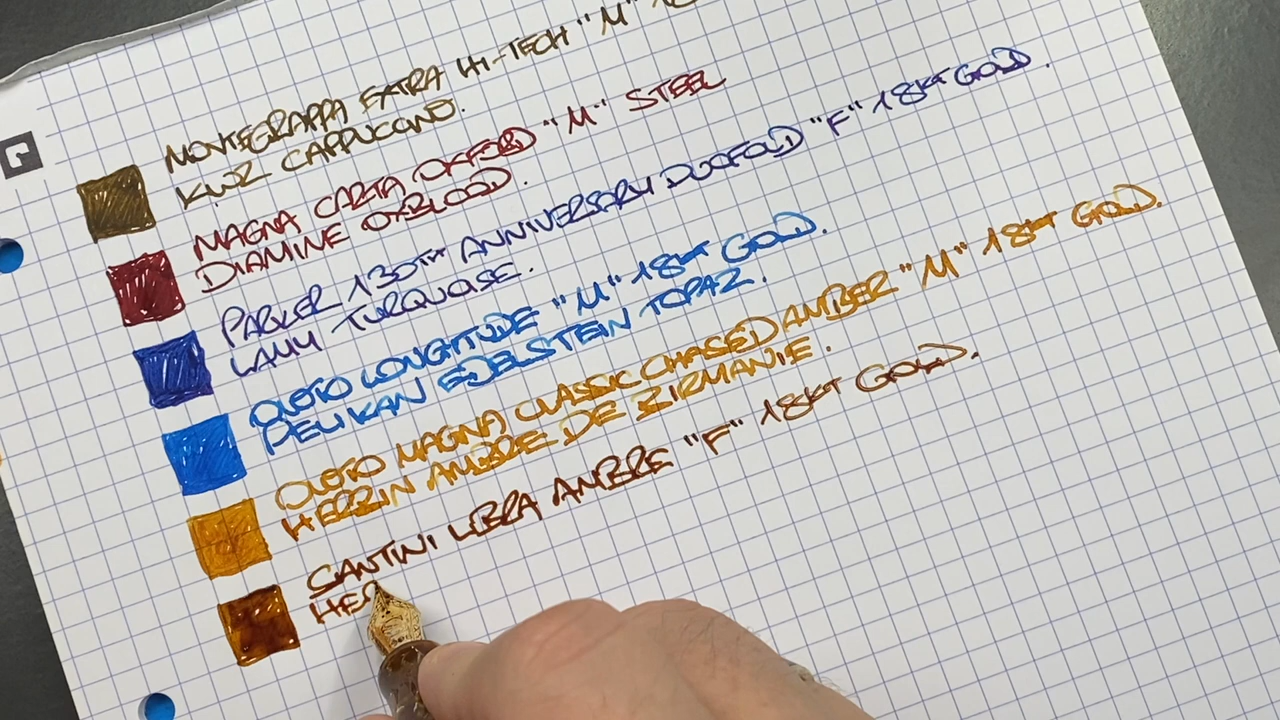 MONTEGRAPPA EXTRA HI-TECH "M"
KWZ CAPPUCCINO.
MAGNA CARTA OXFORD "M" STEEL
DIAMINE OXBLOOD.
PARKER 130TH ANNIVERSARY DUOFOLD "F" 18KT GOLD.
LAMY TURQUOISE.
OLDTO LONGITUDE "M" 18KT GOLD.
PELIKAN EDELSTEIN TOPAZ.
OLDTO MAGNA CLASSIC CHASED AMBER "M" 18KT GOLD.
HERBIN AMBRE DE BIRMANIE.
SANTINI LIBRA AMBRE "F" 18KT GOLD.
HER